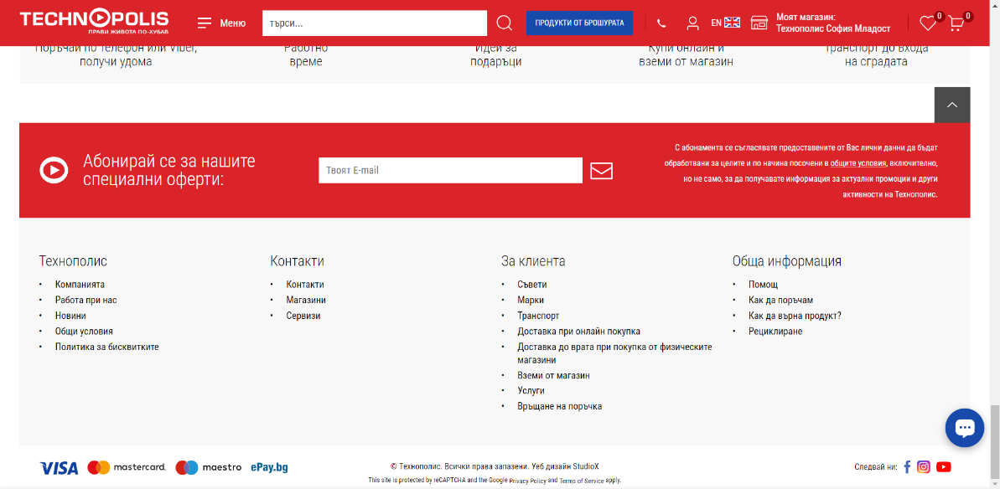 TECHNOPOLIS
ПРАВИ ЖИВОТА ПО-ХУБАВ
Меню
търси...
ПРОДУКТИ ОТ БРОШУРАТА
EN
Моят магазин:
Технополис София Младост
0
0
Поръчай по телефон или Viber,
получи удома
Работно
време
Идеи за
подаръци
Купи онлайн и
вземи от магазин
Транспорт до входа
на сградата
Абонирай се за нашите
специални оферти:
Твоят E-mail
С абонамента се съгласявате предоставените от Вас лични данни да бъдат
обработвани за целите и по начина посочени в общите условия, включително,
но не само, за да получавате информация за актуални промоции и други
активности на Технополис.
Технополис
• Компанията
• Работа при нас
• Новини
• Общи условия
• Политика за бисквитките
Контакти
• Контакти
• Магазини
• Сервизи
За клиента
• Съвети
• Марки
• Транспорт
• Доставка при онлайн покупка
• Доставка до врата при покупка от физическите
магазини
• Вземи от магазин
• Услуги
• Връщане на поръчка
Обща информация
• Помощ
• Как да поръчам
• Как да върна продукт?
• Рециклиране
VISA
mastercard.
maestro
ePay.bg
© Технополис. Всички права запазени. Уеб дизайн StudioX
This site is protected by reCAPTCHA and the Google Privacy Policy and Terms of Service apply.
Следвай ни: